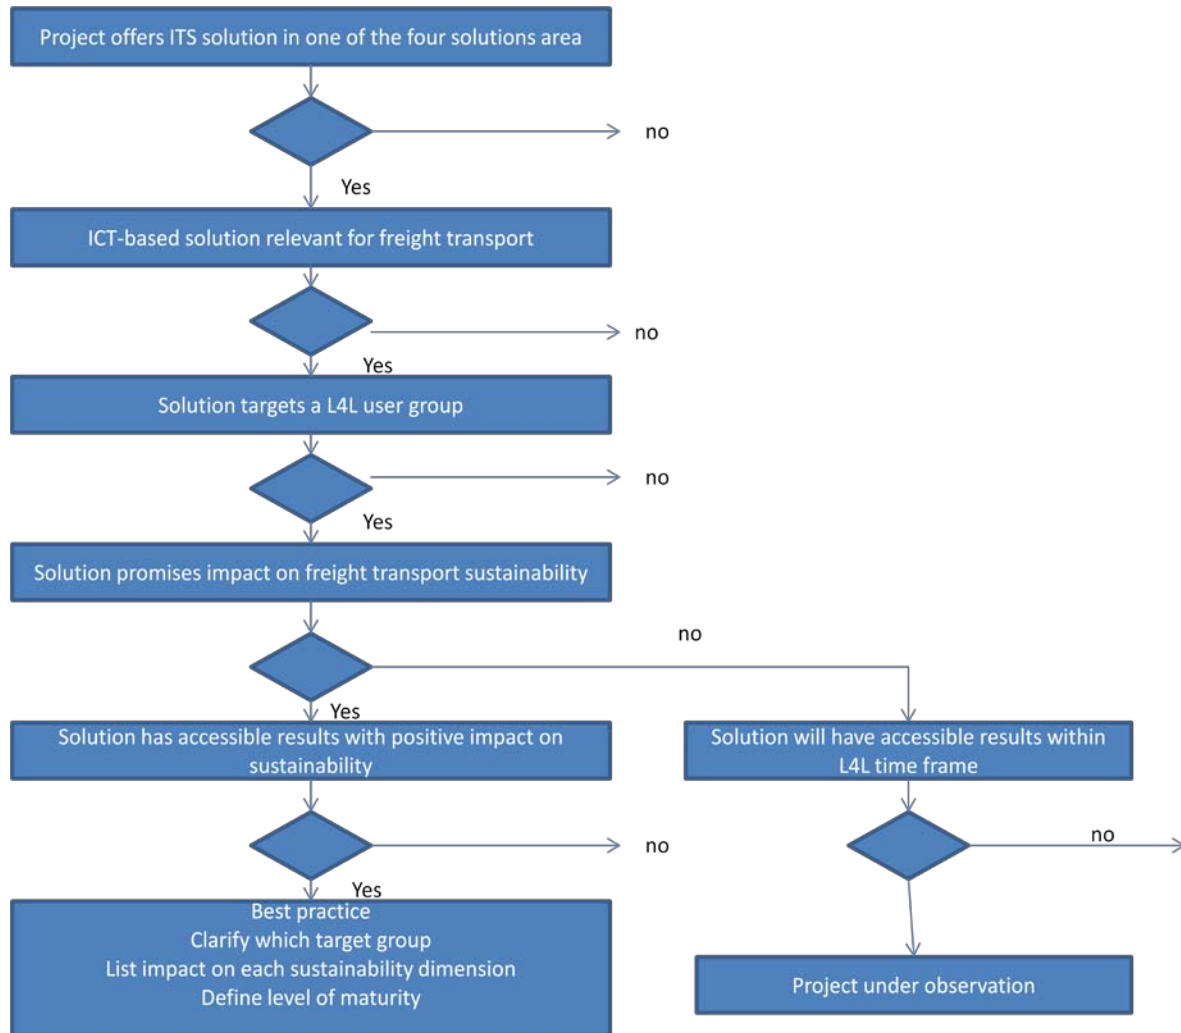 Project offers ITS solution in one of the four solutions area
no
Yes
ICT-based solution relevant for freight transport
no
Yes
Solution targets a L4L user group
no
Yes
Solution promises impact on freight transport sustainability
no
Yes
Solution has accessible results with positive impact on
sustainability
Solution will have accessible results within
L4L time frame
no
no
Yes
Best practice
Clarify which target group
List impact on each sustainability dimension
Define level of maturity
Project under observation